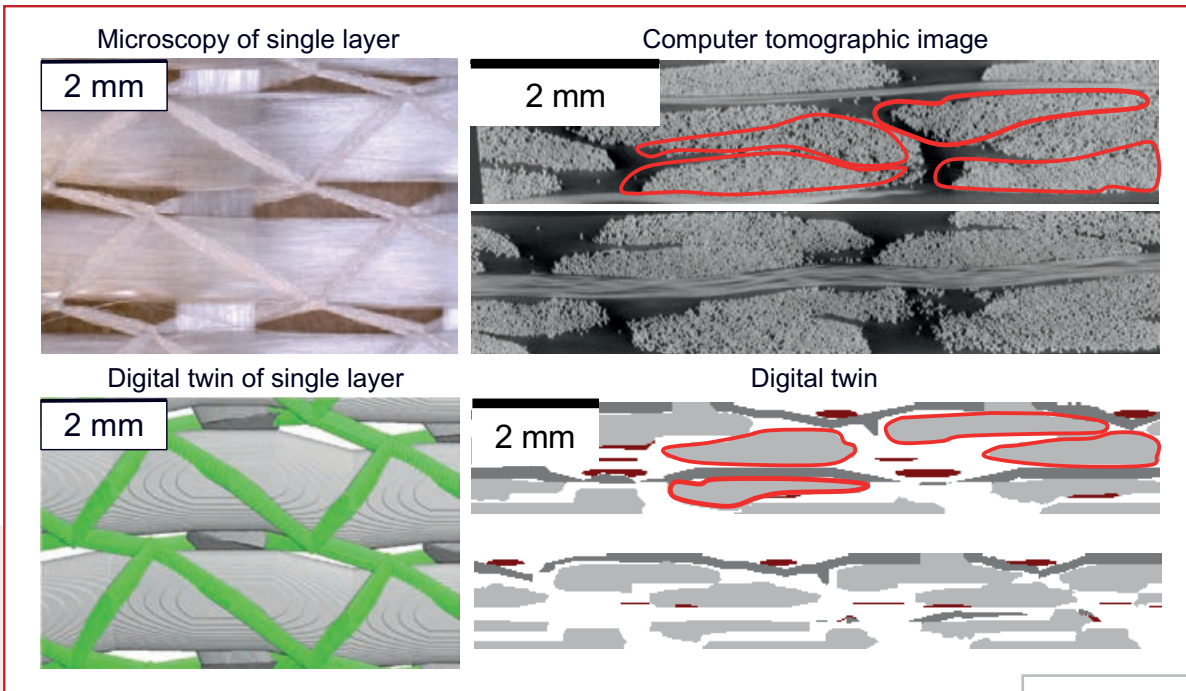 Microscopy of single layer
Computer tomographic image
2 mm
2 mm
Digital twin of single layer
Digital twin
2 mm
2 mm